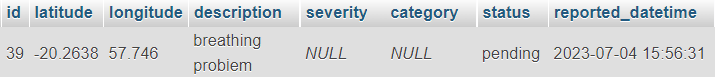 id latitude longitude description severity category status reported_datetime
39 -20.2638 57.746 breathing probiem NULL NULL pending 2023-07-04 15:56:31